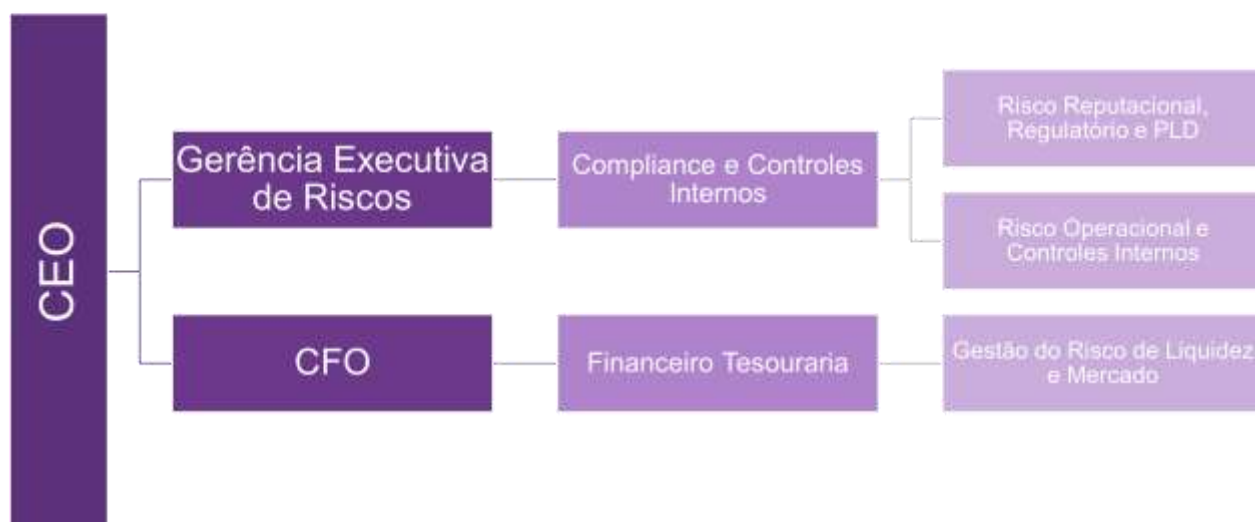 CEO
Gerência Executiva
de Riscos
Compliance e Controles
Internos
Risco Reputacional,
Regulatório e PLD
Risco Operacional e
Controles Internos
CFO
Financeiro Tesouraria
Gestão do Risco de Liquidez
e Mercado